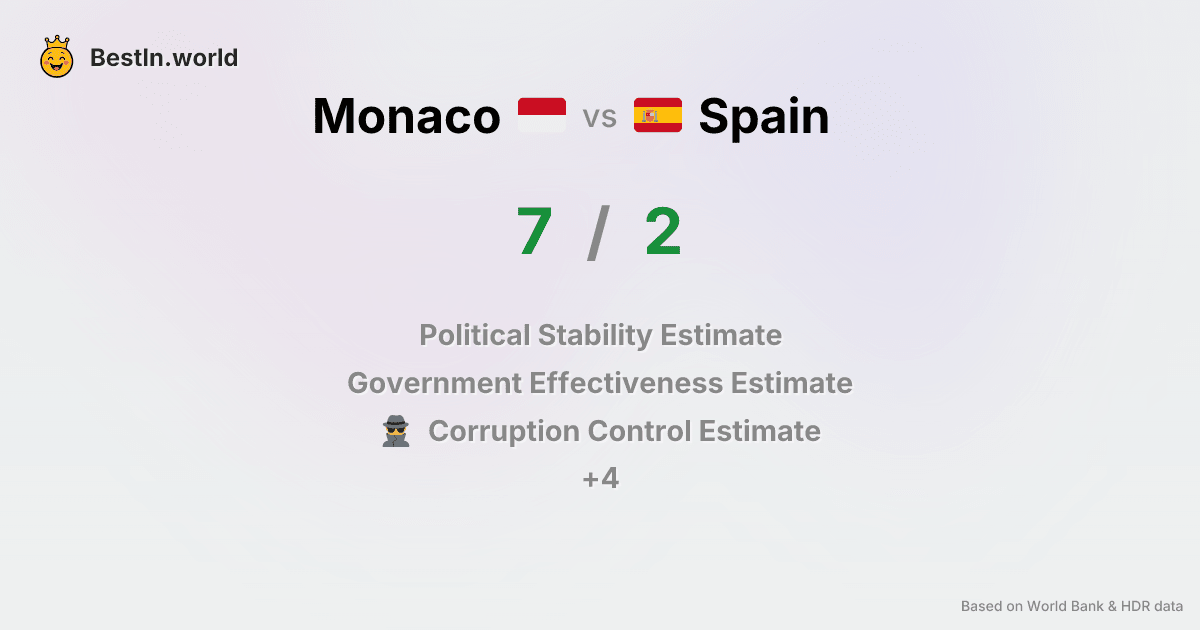 BestIn.world
Monaco vs Spain
7 / 2
Political Stability Estimate
Government Effectiveness Estimate
Corruption Control Estimate
+4
Based on World Bank & HDR data